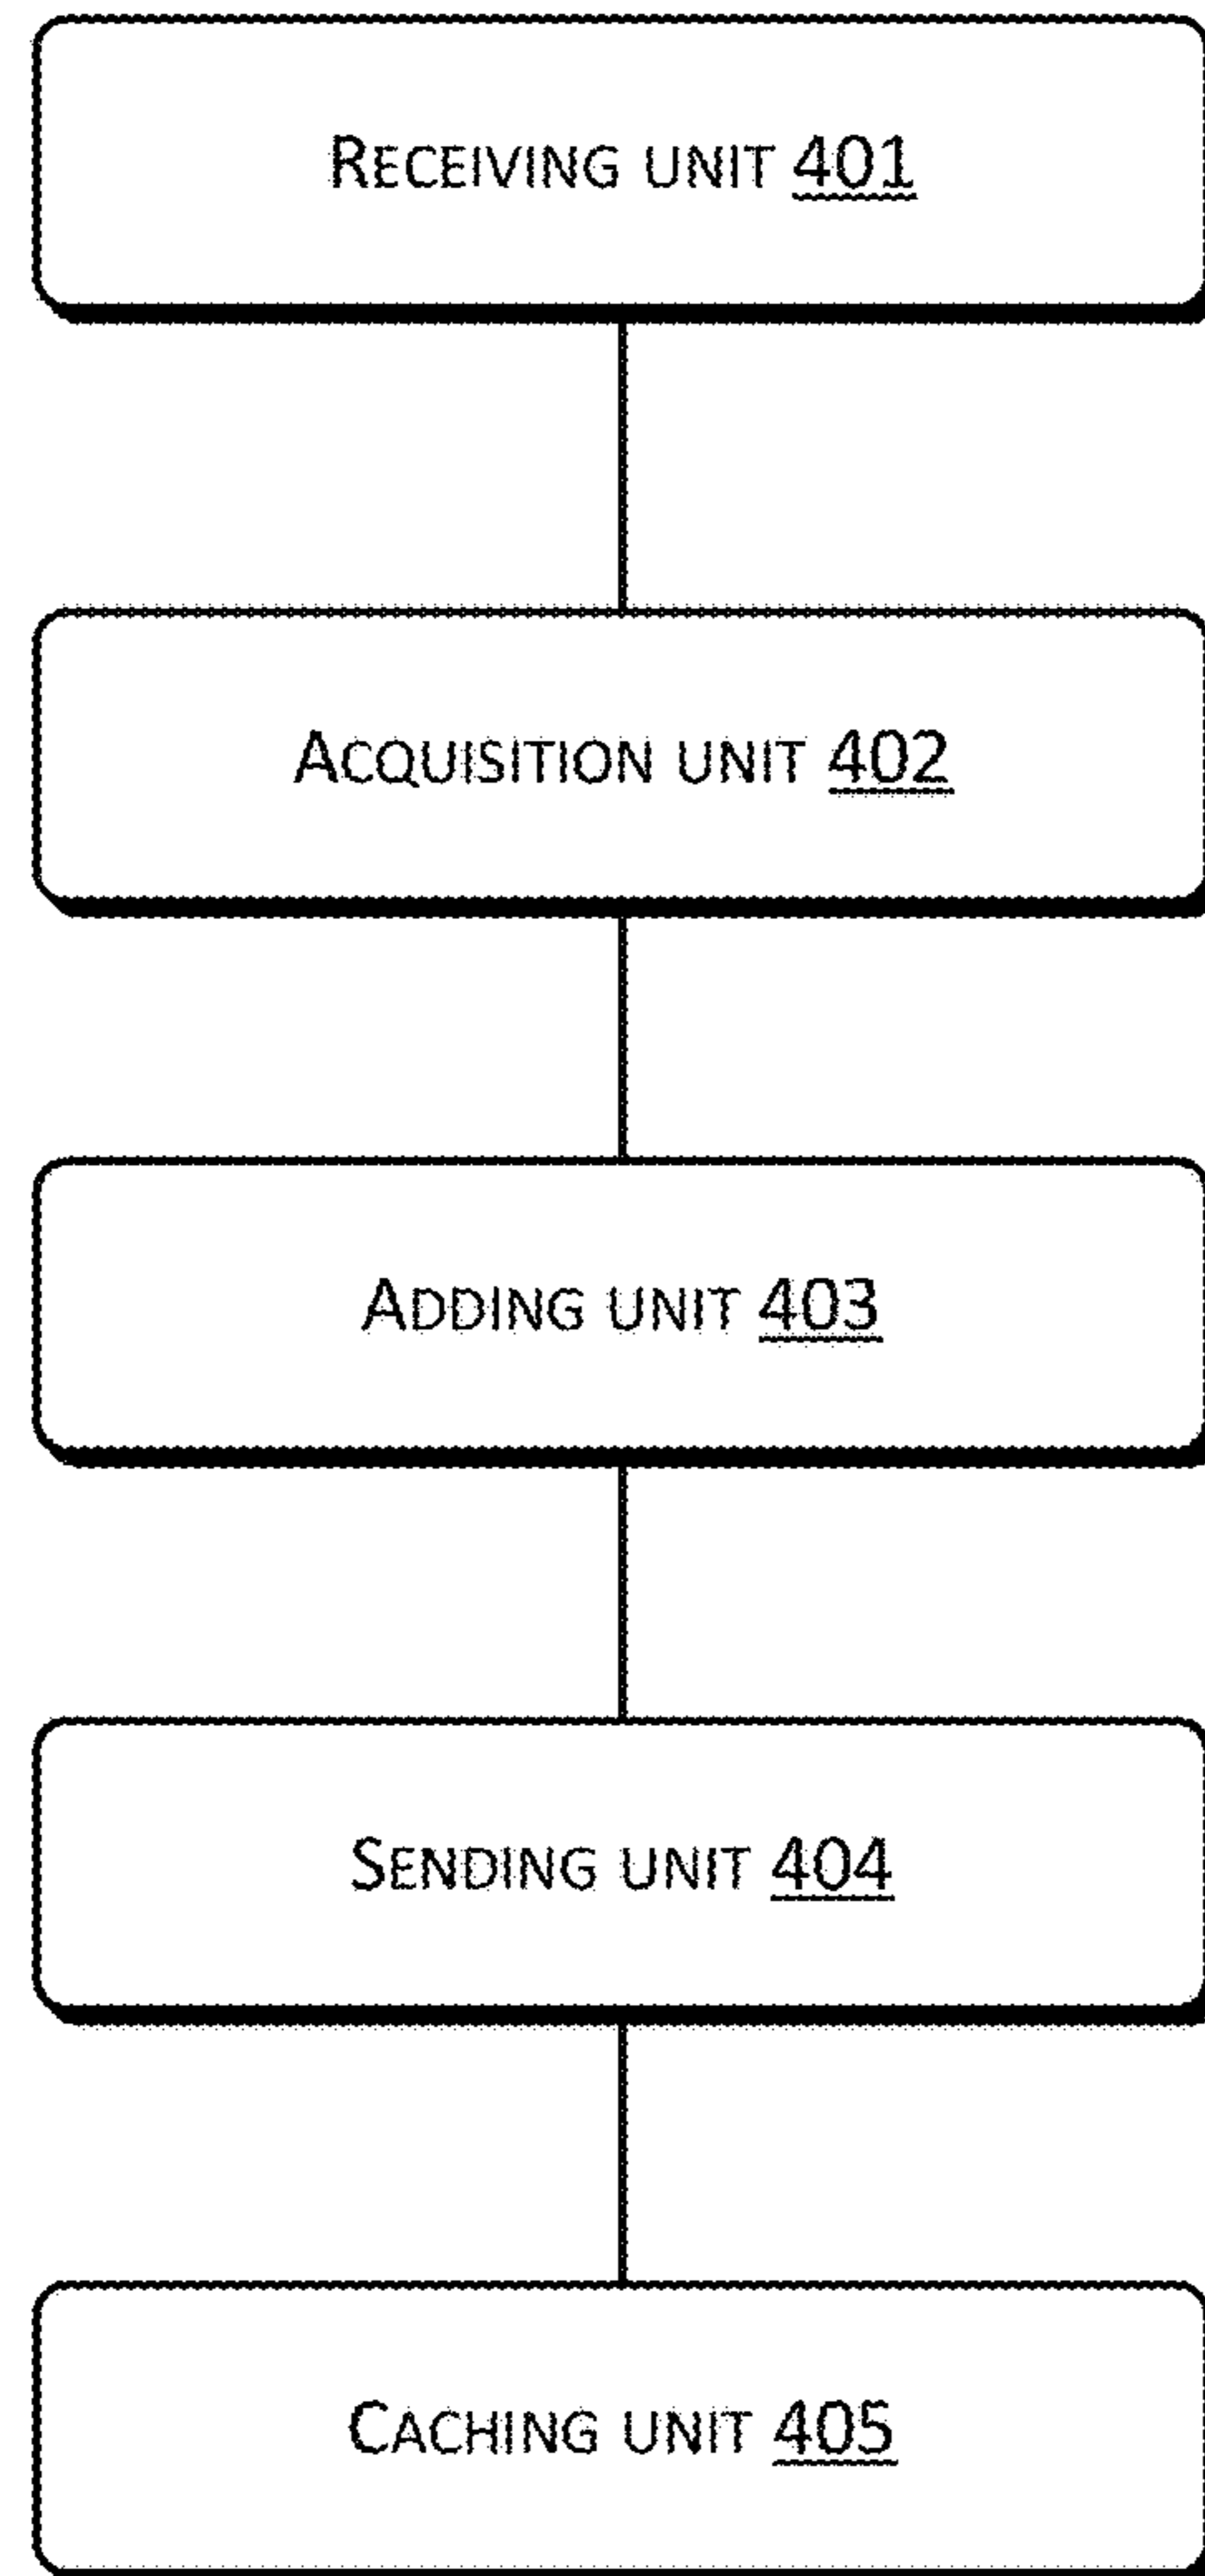 RECEIVING UNIT 401
ACQUISITION UNIT 402
ADDING UNIT 403
SENDING UNIT 404
CACHING UNIT 405